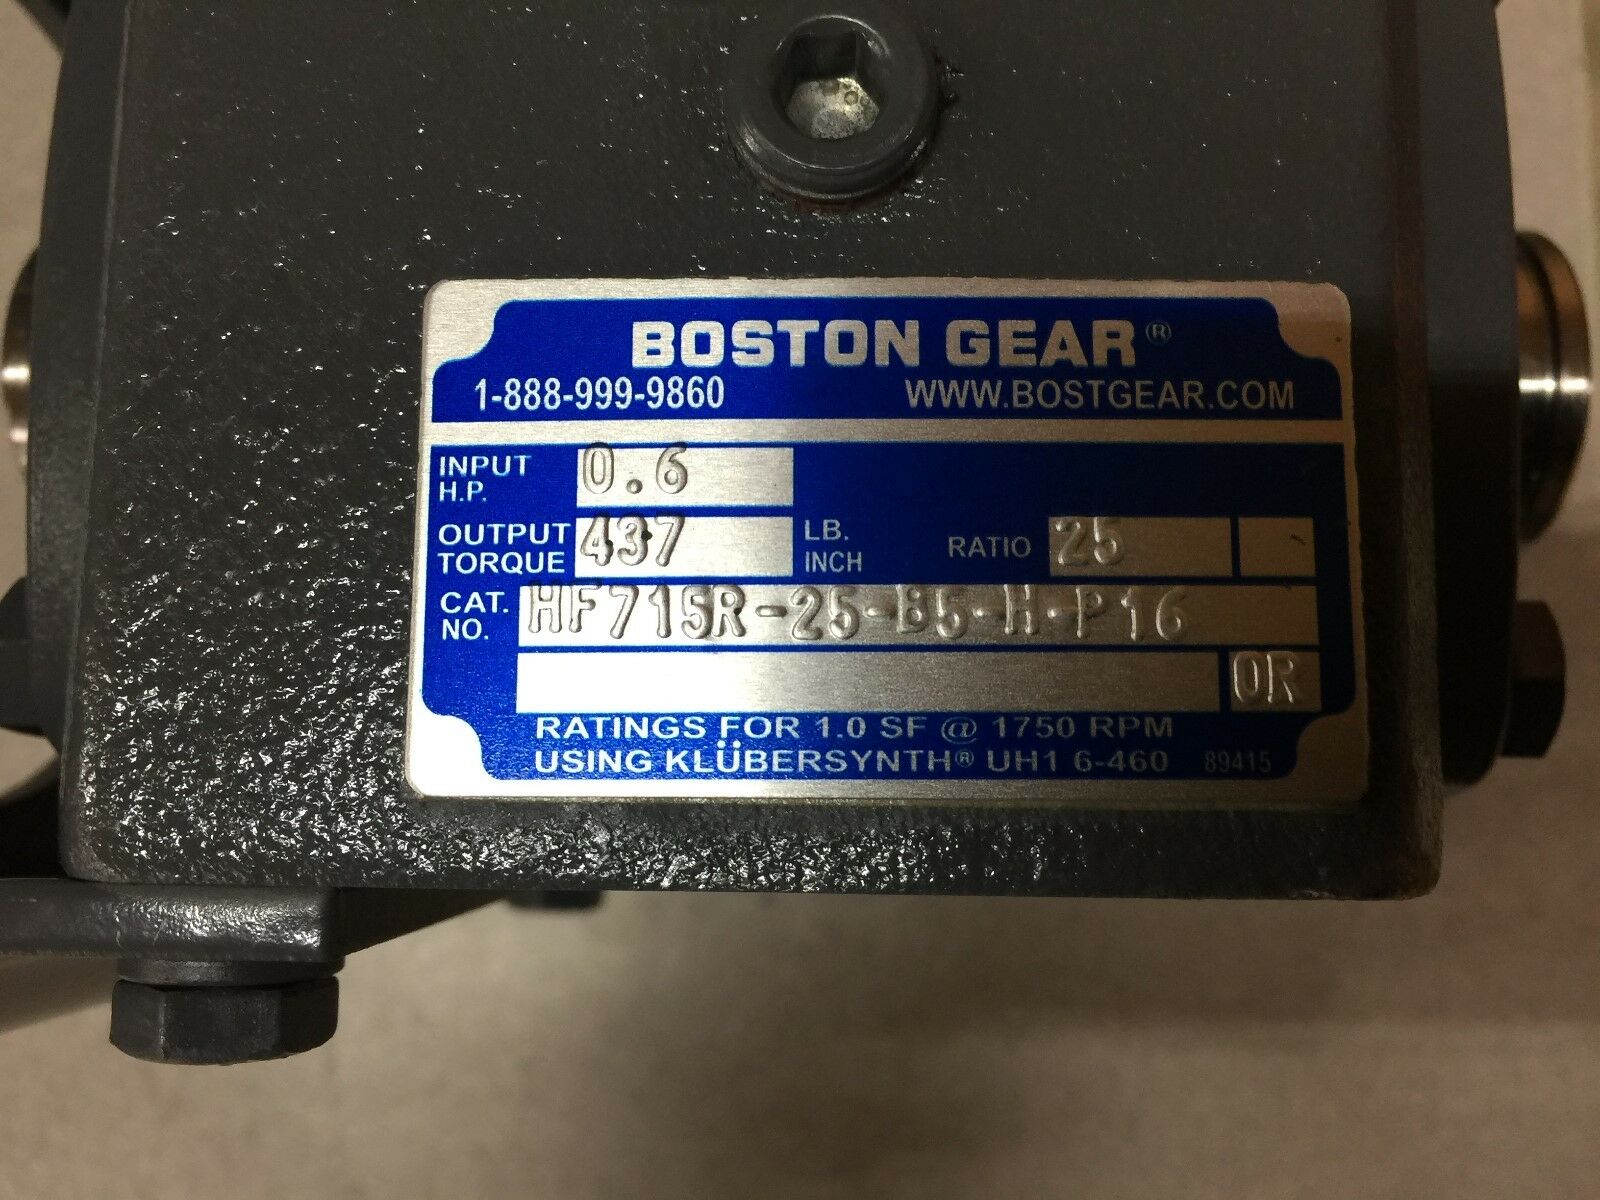 BOSTON GEAR®
1-888-999-9860 WWW.BOSTGEAR.COM
INPUT H.P. 0.6
OUTPUT TORQUE 437 LB. INCH RATIO 25
CAT. NO. HF715R-25-B5-H-P16
OR
RATINGS FOR 1.0 SF @ 1750 RPM
USING KLÜBERSYNTH® UH1 6-460 89415